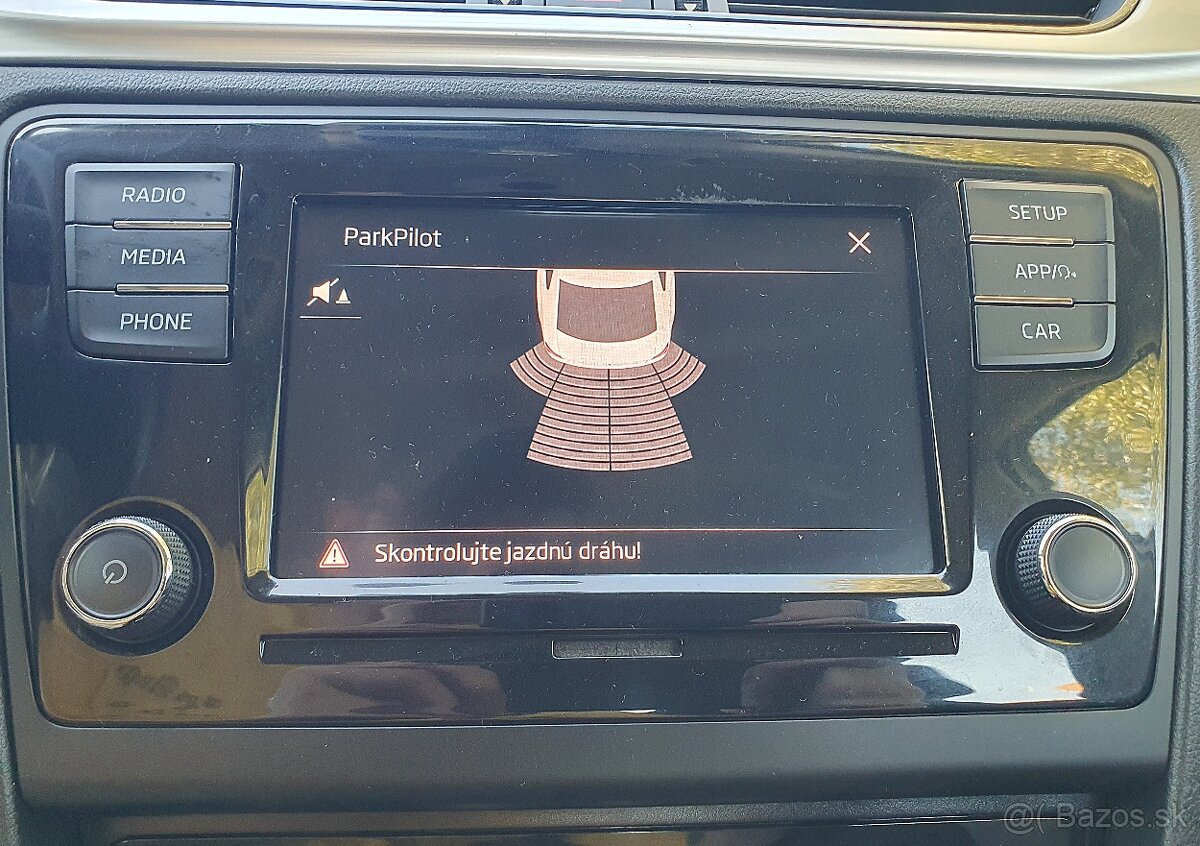 RADIO
MEDIA
PHONE
ParkPilot
Skontrolujte jazdnú dráhu!
SETUP
APP/
CAR
@( Bazos.sk